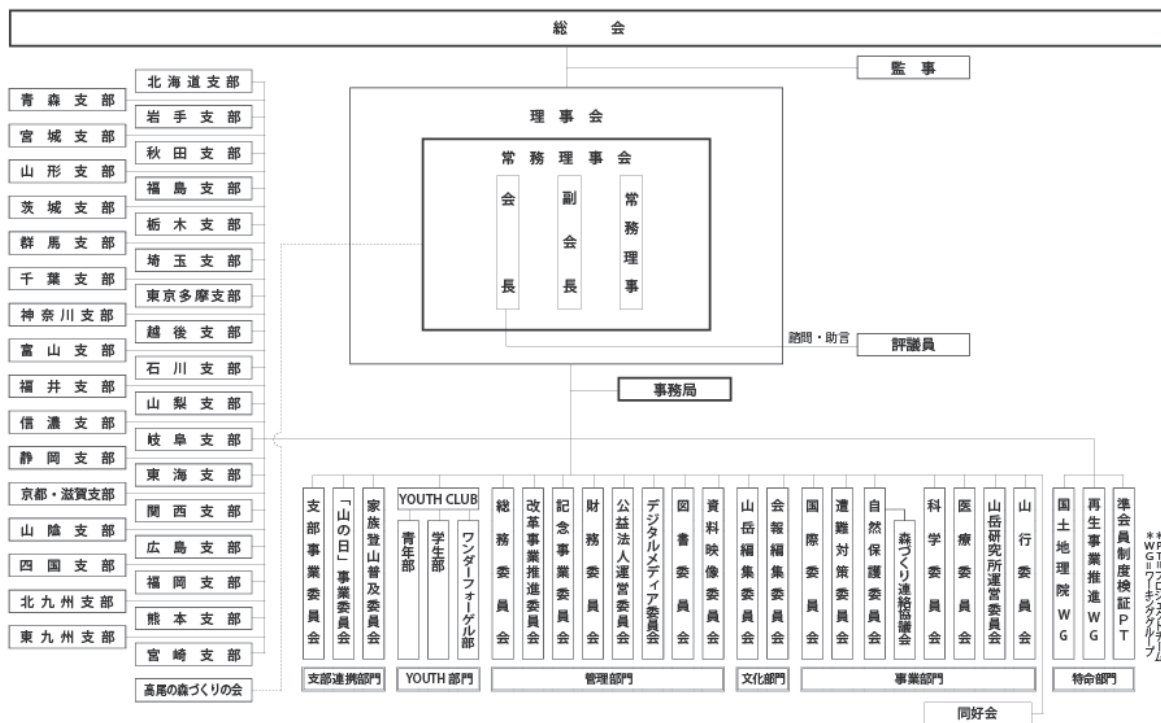 総会
監事
理事会
常務理事会
会長
副会長
常務理事
諮問・助言
評議員
事務局
北海道支部
青森支部
岩手支部
宮城支部
秋田支部
山形支部
福島支部
茨城支部
栃木支部
群馬支部
埼玉支部
千葉支部
東京多摩支部
神奈川支部
越後支部
富山支部
石川支部
福井支部
山梨支部
信濃支部
岐阜支部
静岡支部
東海支部
京都・滋賀支部
関西支部
山陰支部
広島支部
四国支部
福岡支部
北九州支部
熊本支部
東九州支部
宮崎支部
高尾の森づくりの会
支部事業委員会
「山の日」事業委員会
家族登山普及委員会
支部連携部門
YOUTH CLUB
青年部
学生部
ワンダーフォーゲル部
YOUTH 部門
総務委員会
改革事業推進委員会
記念事業委員会
財務委員会
公益法人運営委員会
デジタルメディア委員会
図書委員会
資料映像委員会
管理部門
山岳編集委員会
会報編集委員会
文化部門
国際委員会
遭難対策委員会
自然保護委員会
森づくり連絡協議会
科学委員会
医療委員会
山岳研究所運営委員会
山行委員会
事業部門
国土地理院WG
再生事業推進WG
準会員制度検証PT
特命部門
*PT=プロジェクトチーム
*WG=ワーキンググループ
同好会